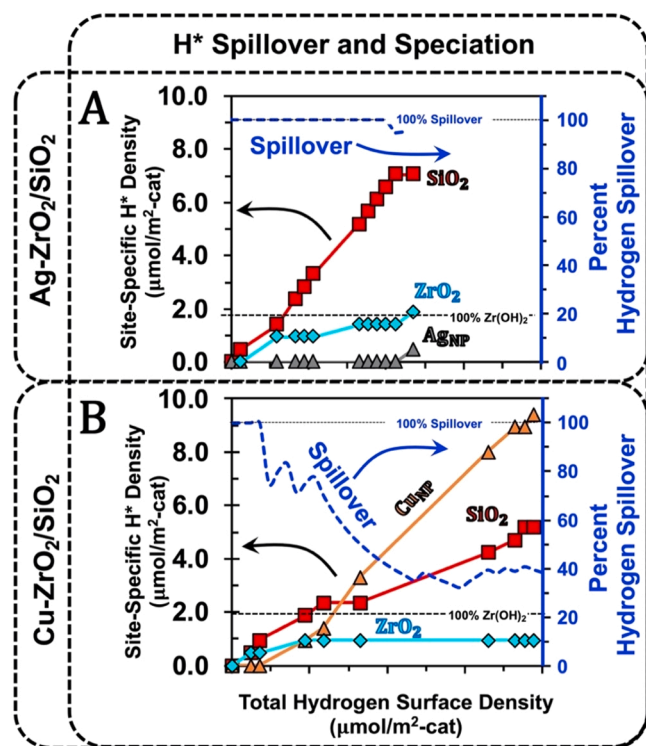 H* Spillover and Speciation
Ag-ZrO₂/SiO₂
A
Site-Specific H* Density
(μmol/m²-cat)
10.0
8.0
6.0
4.0
2.0
0.0
100% Spillover
Spillover
SiO₂
ZrO₂
100% Zr(OH)₂
Ag_NP
100
80
60
40
20
0
Percent
Hydrogen Spillover
Cu-ZrO₂/SiO₂
B
Site-Specific H* Density
(μmol/m²-cat)
10.0
8.0
6.0
4.0
2.0
0.0
100% Spillover
Spillover
Cu_NP
SiO₂
100% Zr(OH)₂
ZrO₂
100
80
60
40
20
0
Percent
Hydrogen Spillover
Total Hydrogen Surface Density
(μmol/m²-cat)